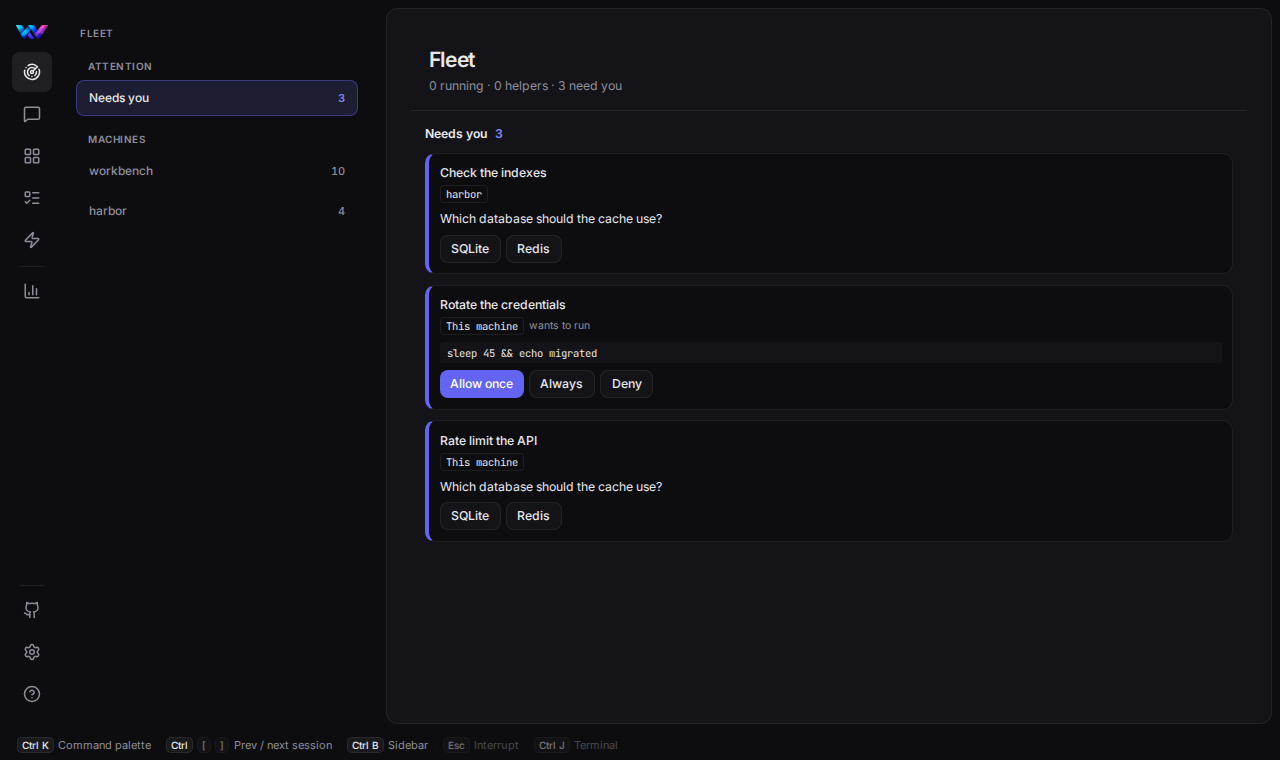 FLEET
ATTENTION
Needs you 3
MACHINES
workbench 10
harbor 4
Fleet
0 running · 0 helpers · 3 need you
Needs you 3
Check the indexes
harbor
Which database should the cache use?
SQLite Redis
Rotate the credentials
This machine wants to run
sleep 45 && echo migrated
Allow once Always Deny
Rate limit the API
This machine
Which database should the cache use?
SQLite Redis
Ctrl K Command palette Ctrl [ ] Prev / next session Ctrl B Sidebar Esc Interrupt Ctrl J Terminal